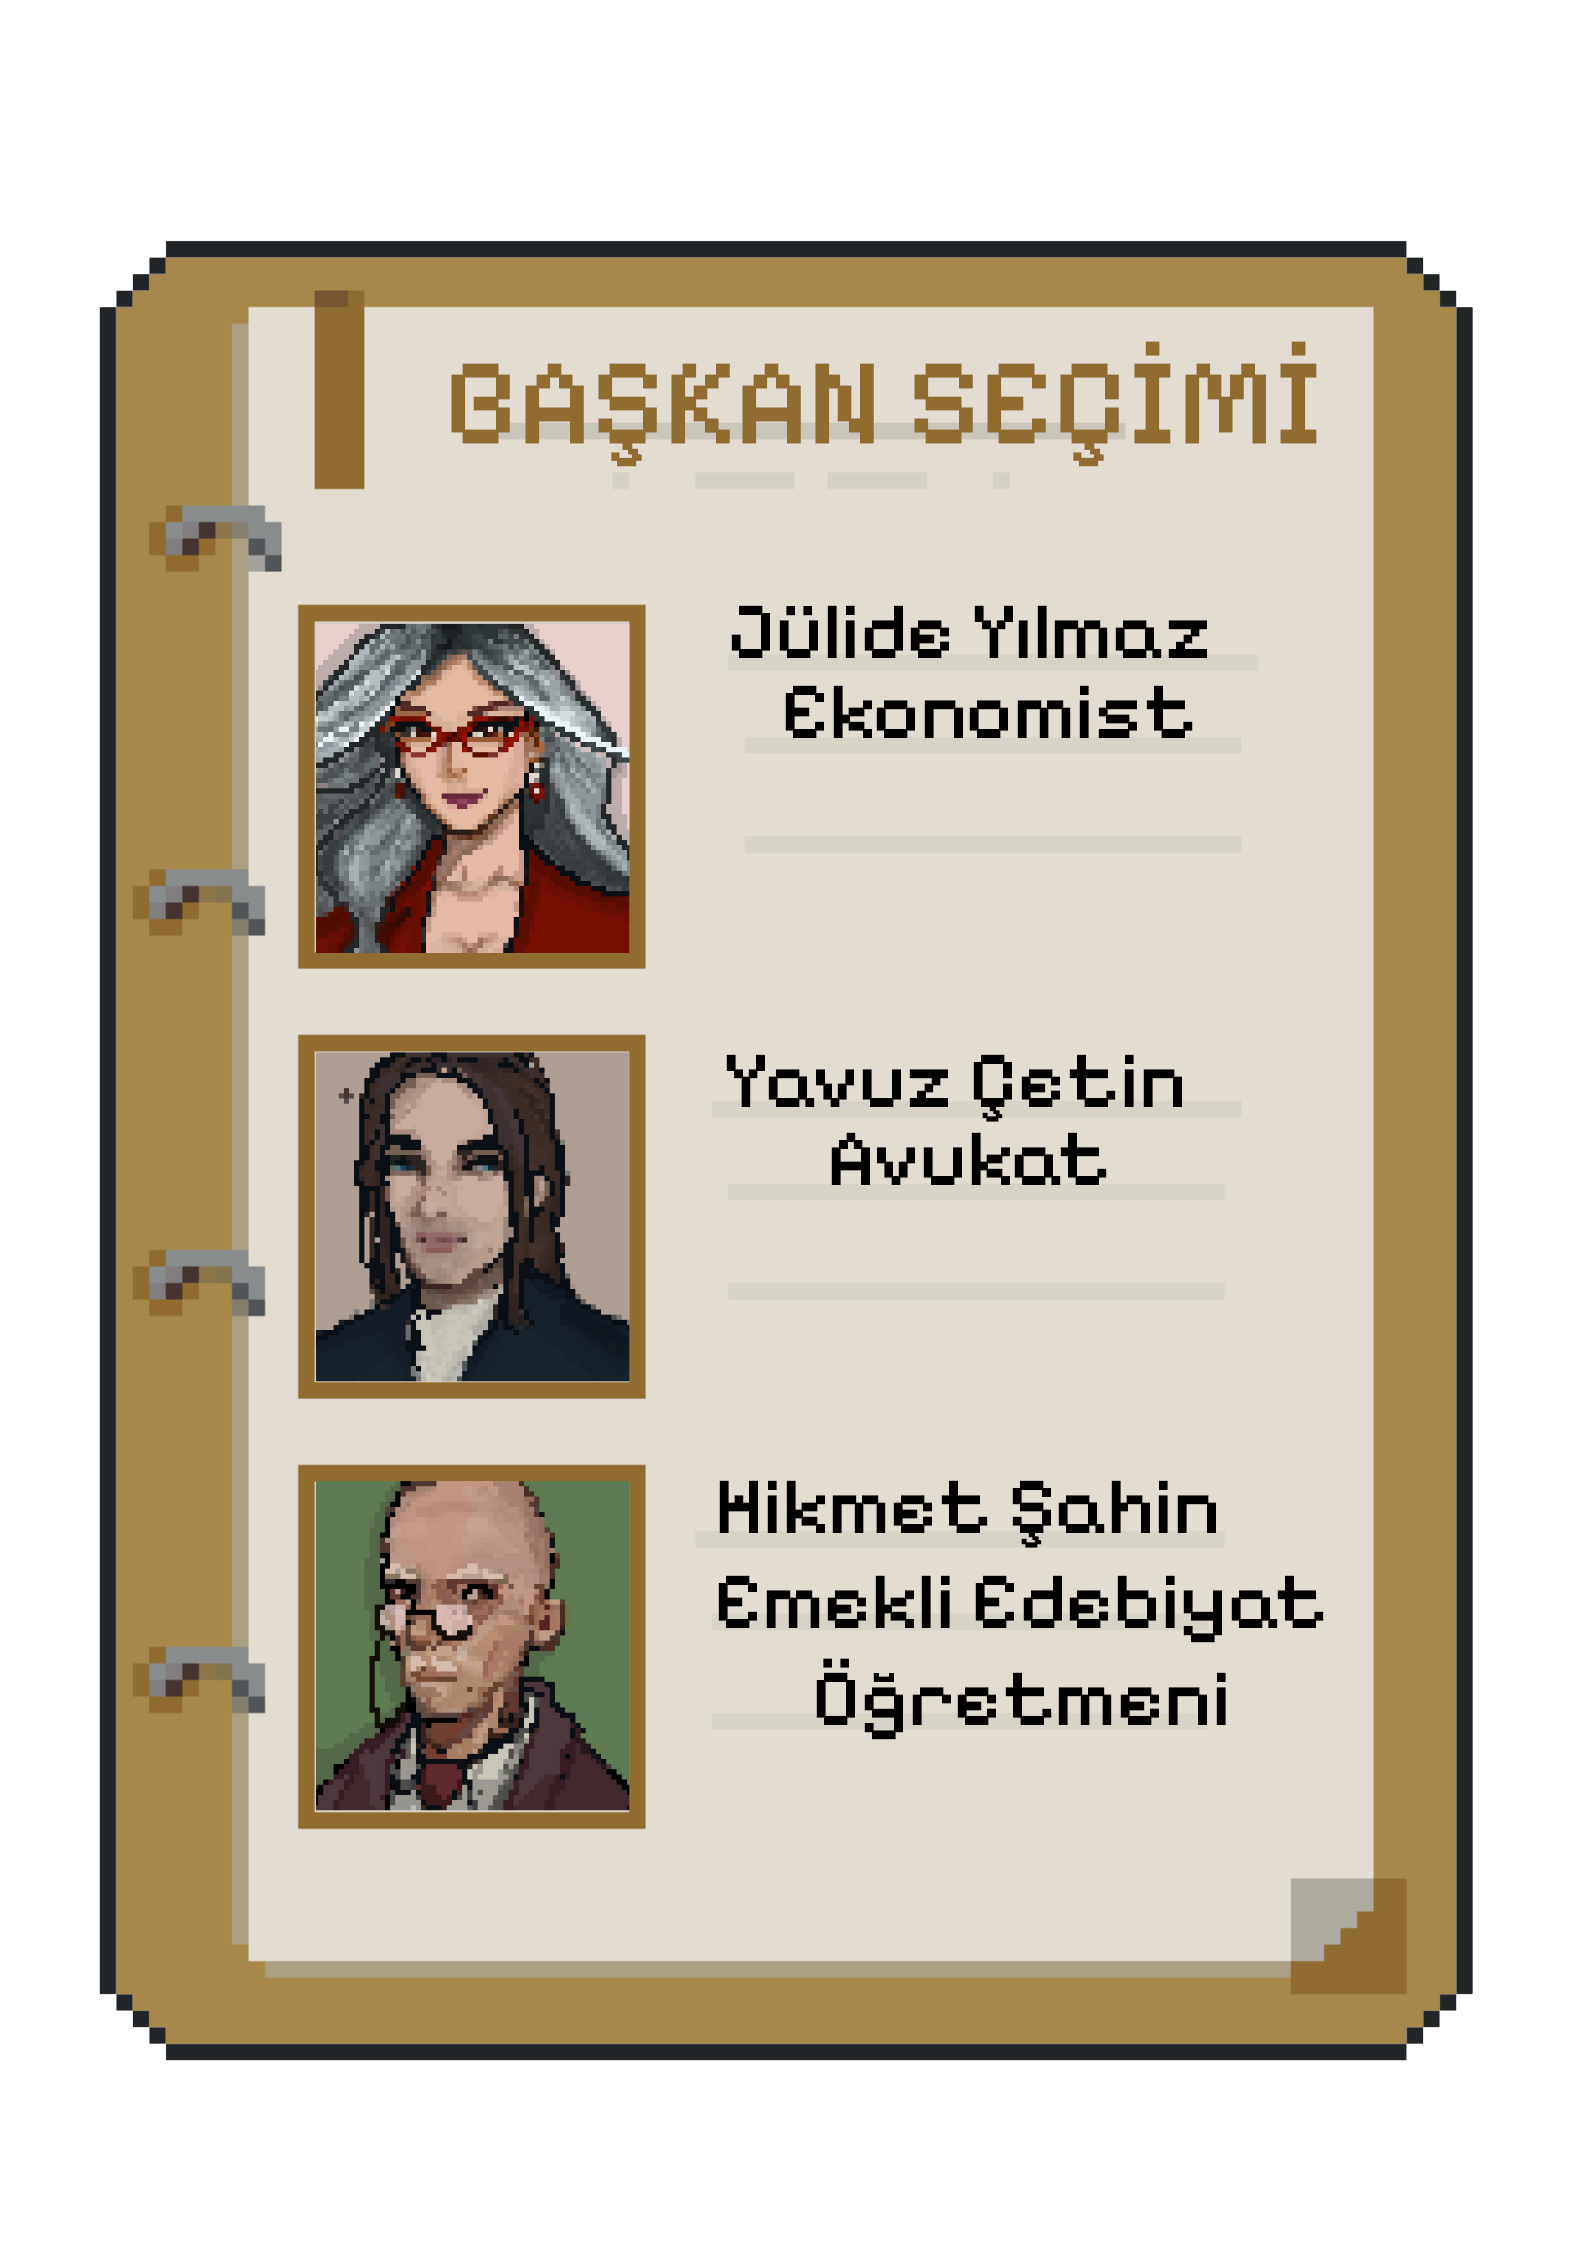 BAŞKAN SEÇİMİ
Jülide Yılmaz
Ekonomist
Yavuz Çetin
Avukat
Hikmet Şahin
Emekli Edebiyat
Öğretmeni